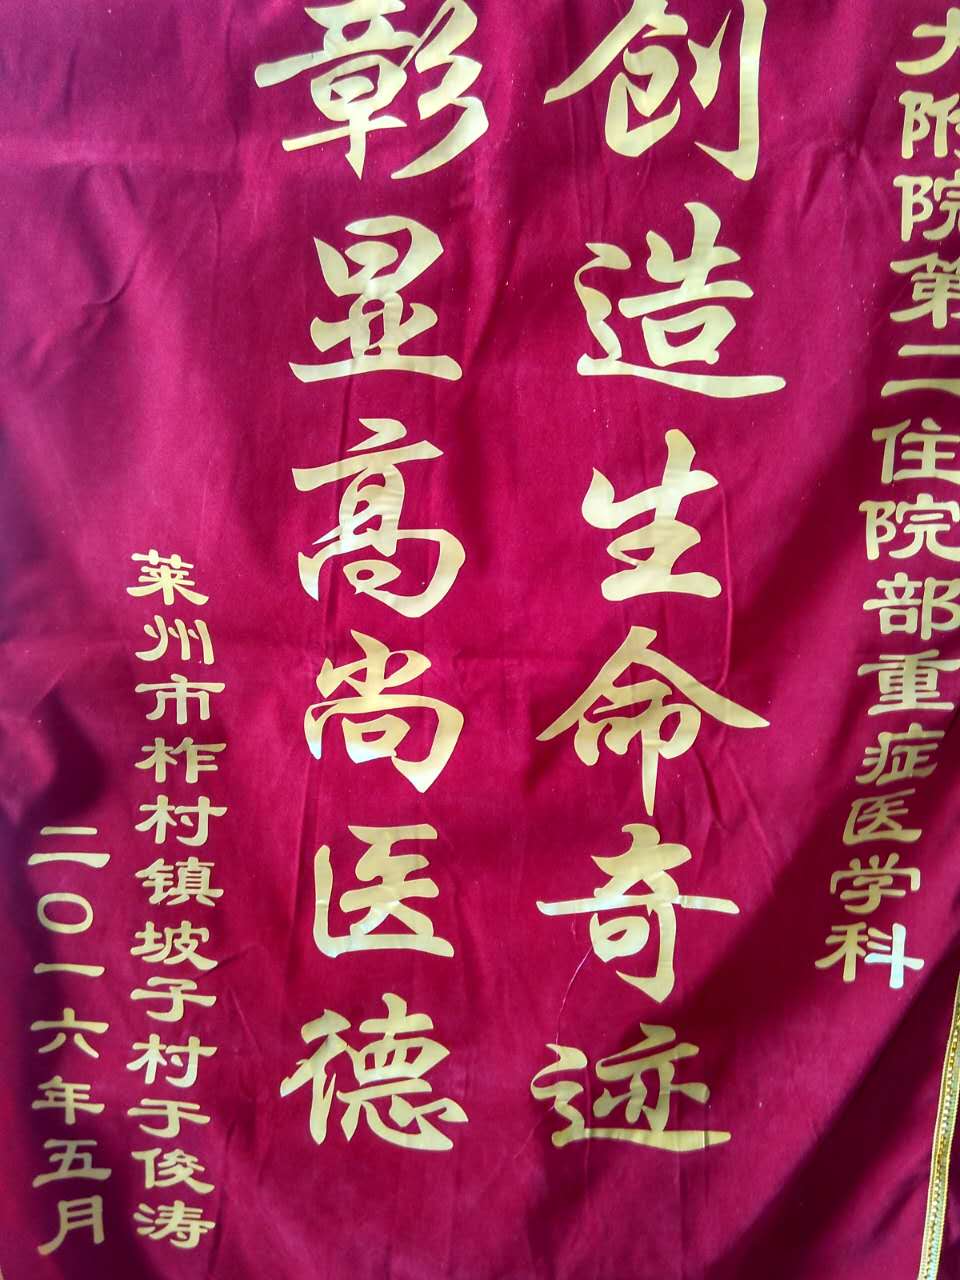 附院第二住院部重症医学科
创造生命奇迹
彰显高尚医德
莱州市柞村镇坡子村于俊涛
二〇一六年五月